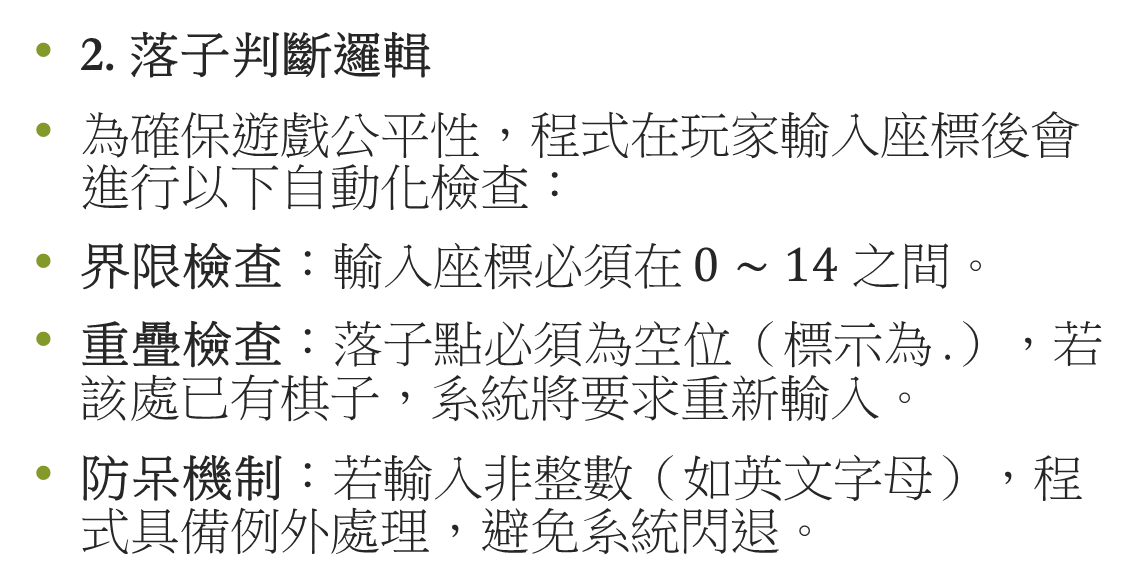 • 2. 落子判斷邏輯
• 為確保遊戲公平性，程式在玩家輸入座標後會
進行以下自動化檢查：
• 界限檢查：輸入座標必須在 0 ~ 14 之間。
• 重疊檢查：落子點必須為空位（標示為 .），若
該處已有棋子，系統將要求重新輸入。
• 防呆機制：若輸入非整數（如英文字母），程
式具備例外處理，避免系統閃退。